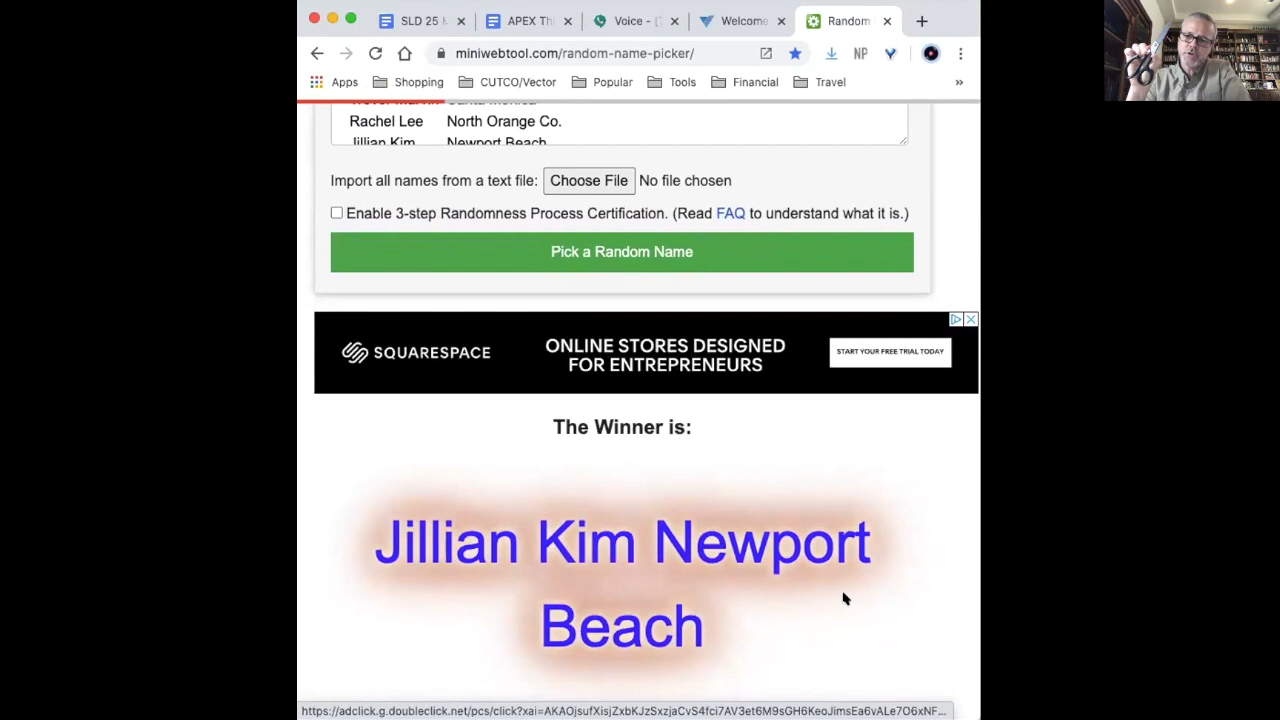 SLD 25 M
APEX Thi
Voice - (
Welcome
Random
miniwebtool.com/random-name-picker/
NP
Apps
Shopping
CUTCO/Vector
Popular
Tools
Financial
Travel
»
Rachel Lee North Orange Co.
Jillian Kim Newport Beach
Import all names from a text file: Choose File No file chosen
Enable 3-step Randomness Process Certification. (Read FAQ to understand what it is.)
Pick a Random Name
SQUARESPACE
ONLINE STORES DESIGNED
FOR ENTREPRENEURS
START YOUR FREE TRIAL TODAY
The Winner is:
Jillian Kim Newport
Beach